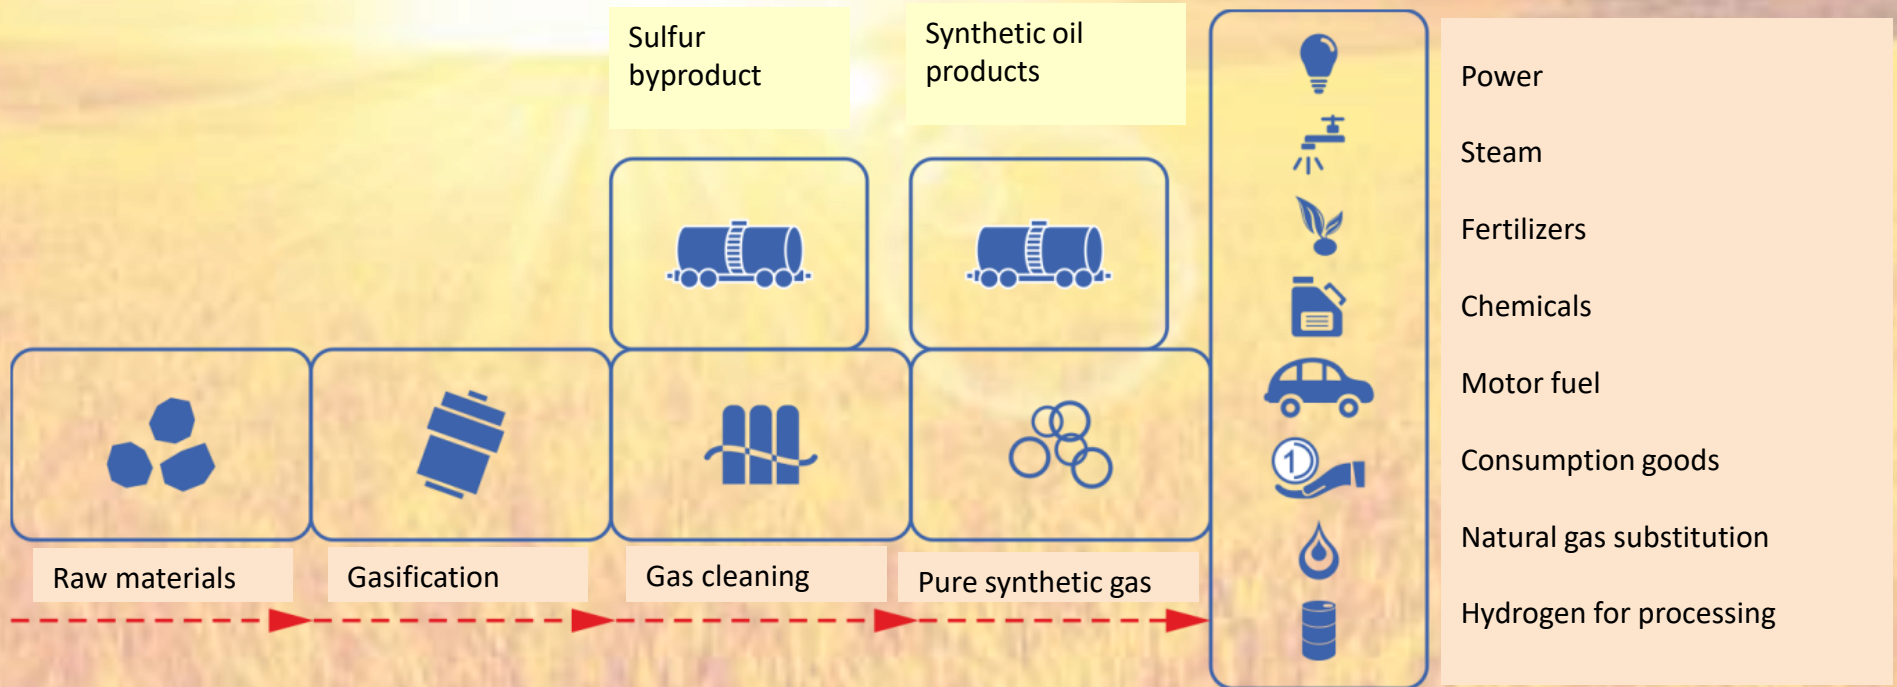 Sulfur
byproduct
Synthetic oil
products
Power
Steam
Fertilizers
Chemicals
Motor fuel
1
Consumption goods
Natural gas substitution
Hydrogen for processing
Raw materials
Gasification
Gas cleaning
Pure synthetic gas